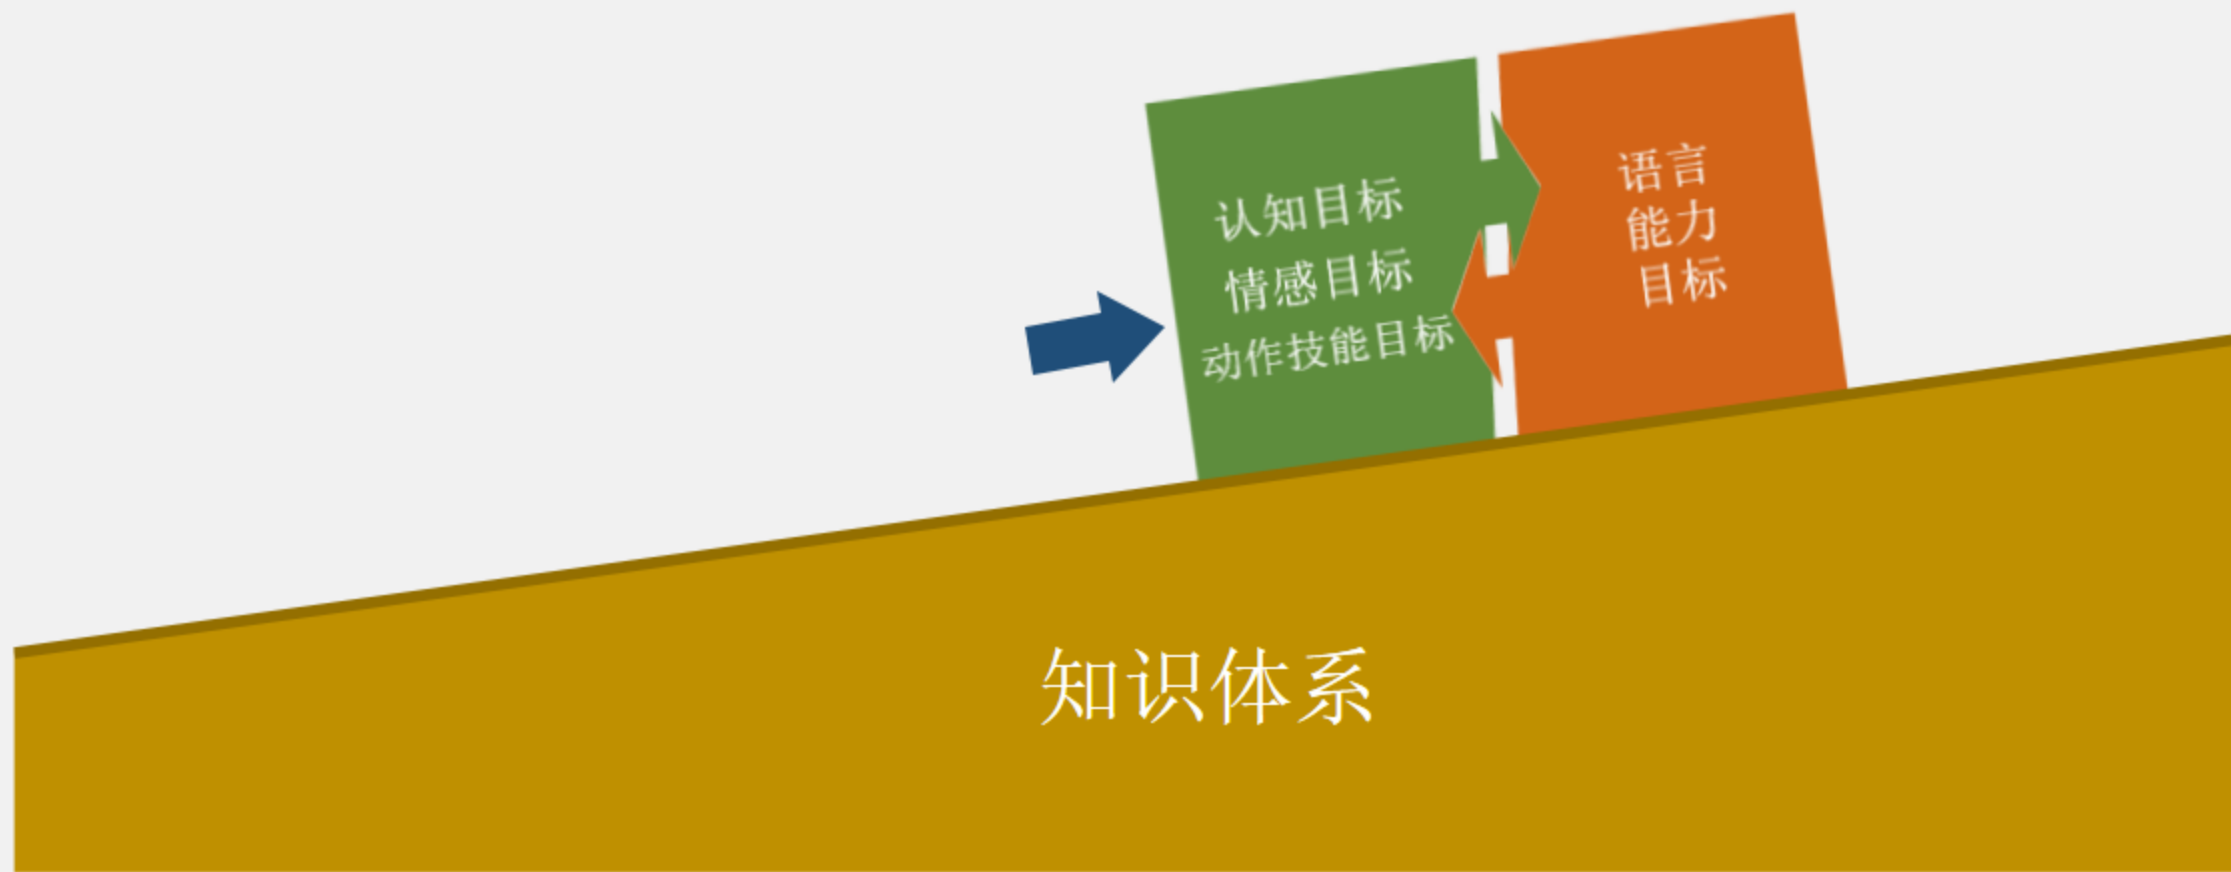 认知目标
情感目标
动作技能目标
语言
能力
目标
知识体系